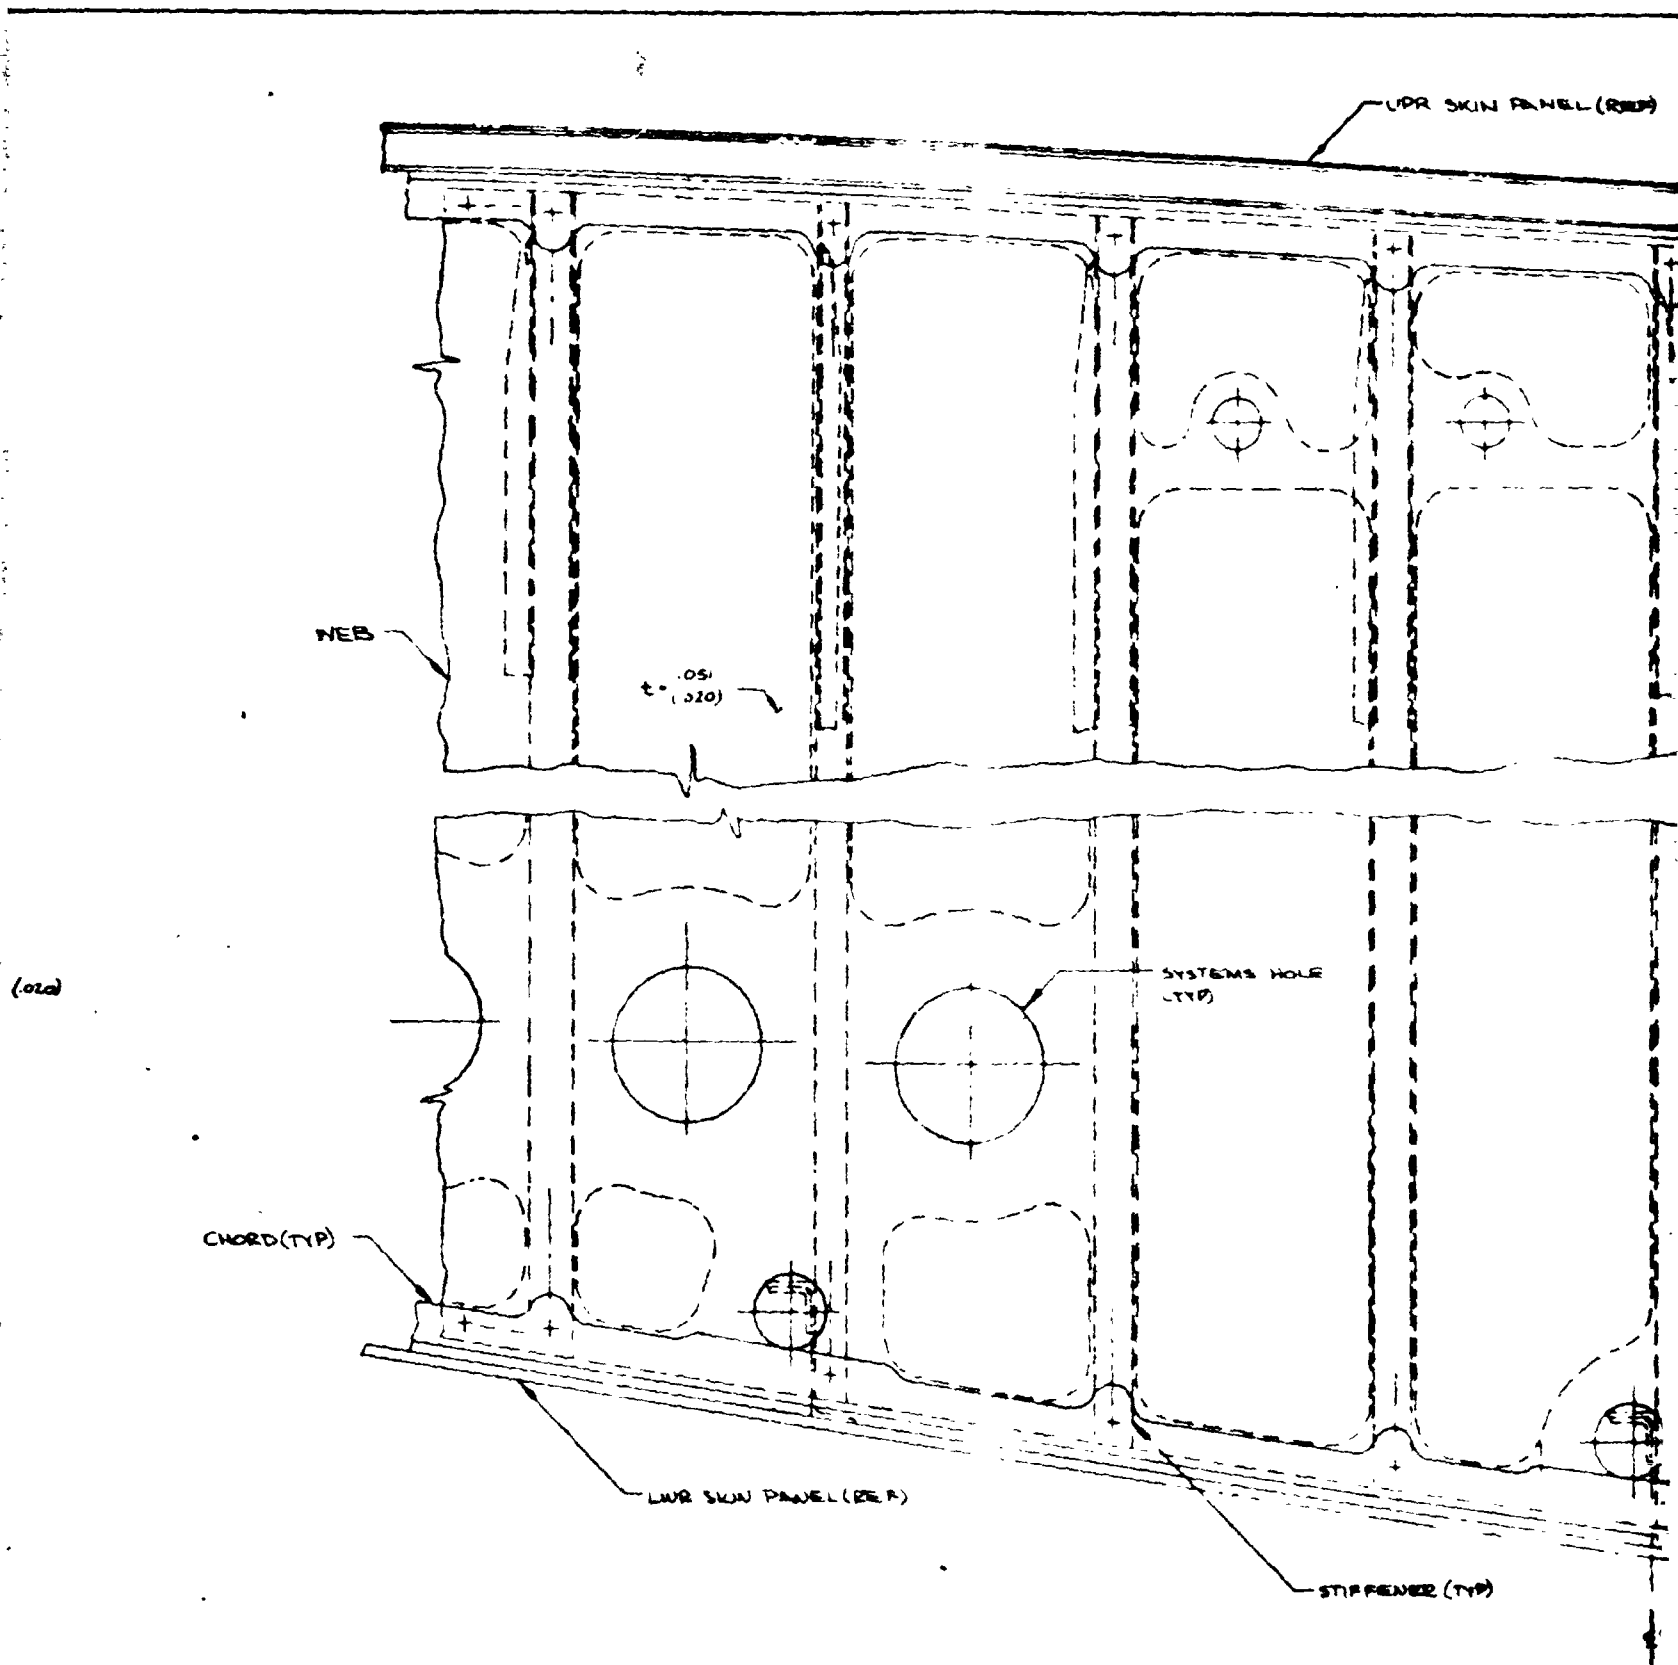 UPR SKIN PANEL (REF)
WEB
t= .051
(.020)
(.020)
SYSTEMS HOLE
(TYP)
CHORD (TYP)
LWR SKIN PANEL (REF)
STIFFENER (TYP)